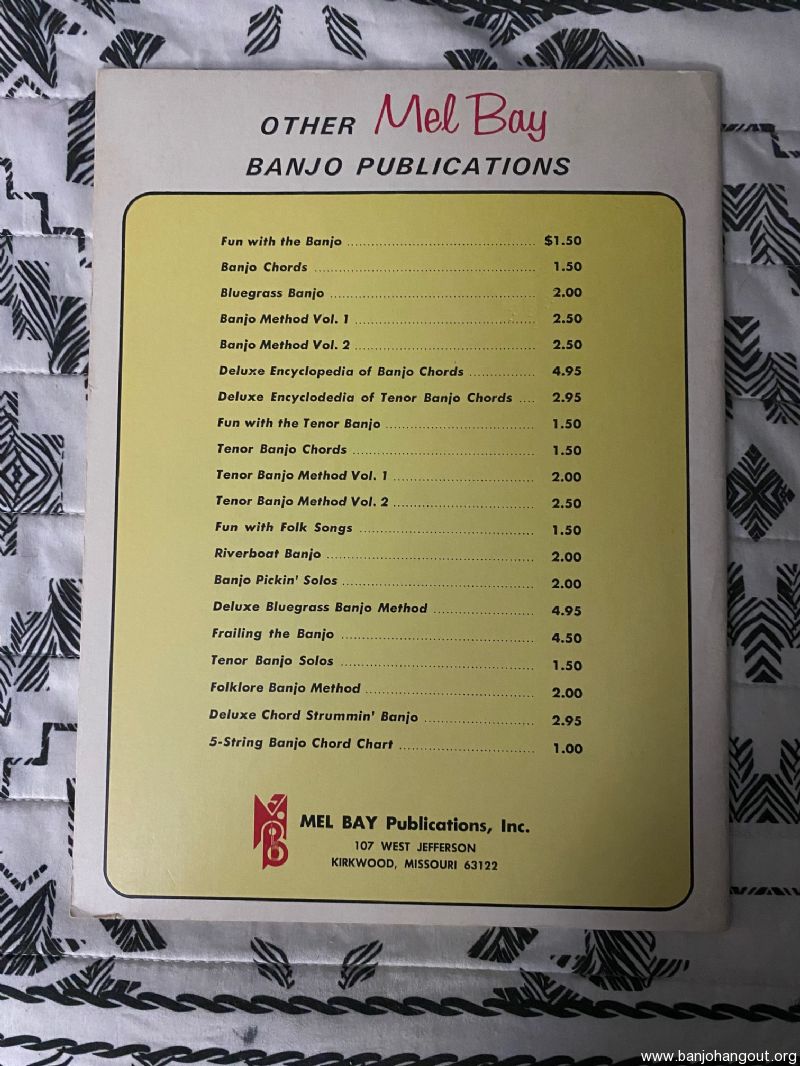 OTHER Mel Bay
BANJO PUBLICATIONS
Fun with the Banjo ........ $1.50
Banjo Chords ........ 1.50
Bluegrass Banjo ........ 2.00
Banjo Method Vol. 1 ........ 2.50
Banjo Method Vol. 2 ........ 2.50
Deluxe Encyclopedia of Banjo Chords ........ 4.95
Deluxe Encyclodedia of Tenor Banjo Chords .... 2.95
Fun with the Tenor Banjo ........ 1.50
Tenor Banjo Chords ........ 1.50
Tenor Banjo Method Vol. 1 ........ 2.00
Tenor Banjo Method Vol. 2 ........ 2.50
Fun with Folk Songs ........ 1.50
Riverboat Banjo ........ 2.00
Banjo Pickin' Solos ........ 2.00
Deluxe Bluegrass Banjo Method ........ 4.95
Frailing the Banjo ........ 4.50
Tenor Banjo Solos ........ 1.50
Folklore Banjo Method ........ 2.00
Deluxe Chord Strummin' Banjo ........ 2.95
5-String Banjo Chord Chart ........ 1.00
MEL BAY Publications, Inc.
107 WEST JEFFERSON
KIRKWOOD, MISSOURI 63122
www.banjohangout.org